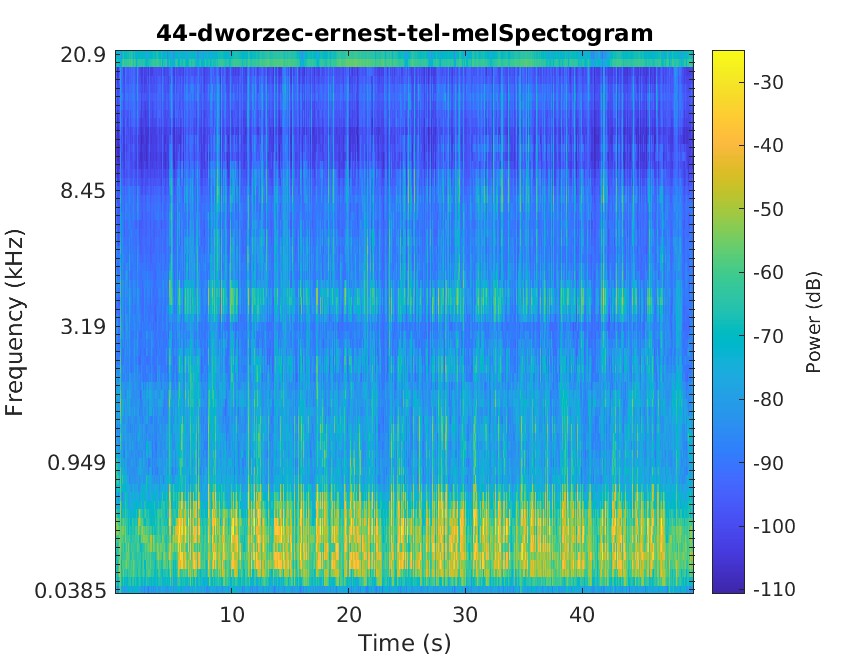 44-dworzec-ernest-tel-melSpectogram
20.9
8.45
3.19
0.949
0.0385
Frequency (kHz)
10 20 30 40
Time (s)
-30
-40
-50
-60
-70
-80
-90
-100
-110
Power (dB)